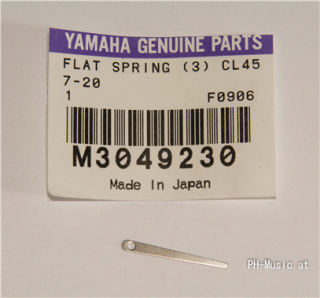 YAMAHA GENUINE PARTS
FLAT SPRING (3) CL45
7-20
1 F0906
M3049230
Made In Japan
PH-Music.at